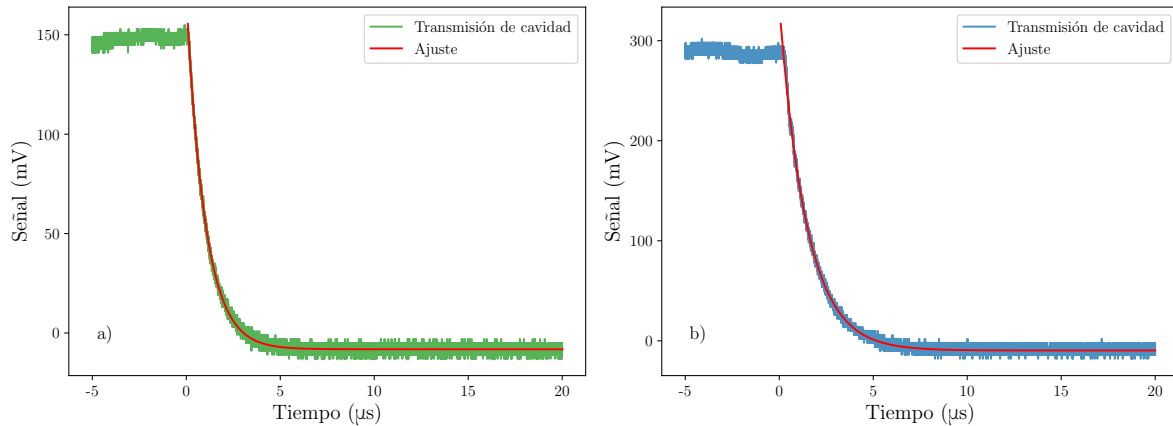 150
100
50
0
Señal (mV)
Transmisión de cavidad
Ajuste
a)
-5 0 5 10 15 20
Tiempo (µs)
300
200
100
0
Señal (mV)
Transmisión de cavidad
Ajuste
b)
-5 0 5 10 15 20
Tiempo (µs)